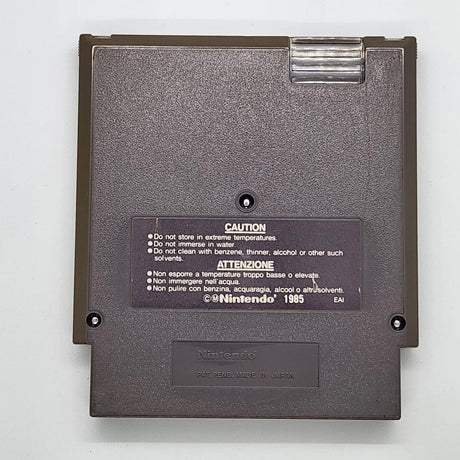 CAUTION
●Do not store in extreme temperatures.
●Do not immerse in water.
●Do not clean with benzene, thinner, alcohol or other such
solvents.
ATTENZIONE
●Non esporre a temperature troppo basse o elevate.
●Non immergere nell'acqua.
●Non pulire con benzina, acquaragia, alcool o altri solventi.
©Ⓜ Nintendo® 1985 EAI
Nintendo
PAT. PEND. MADE IN JAPAN